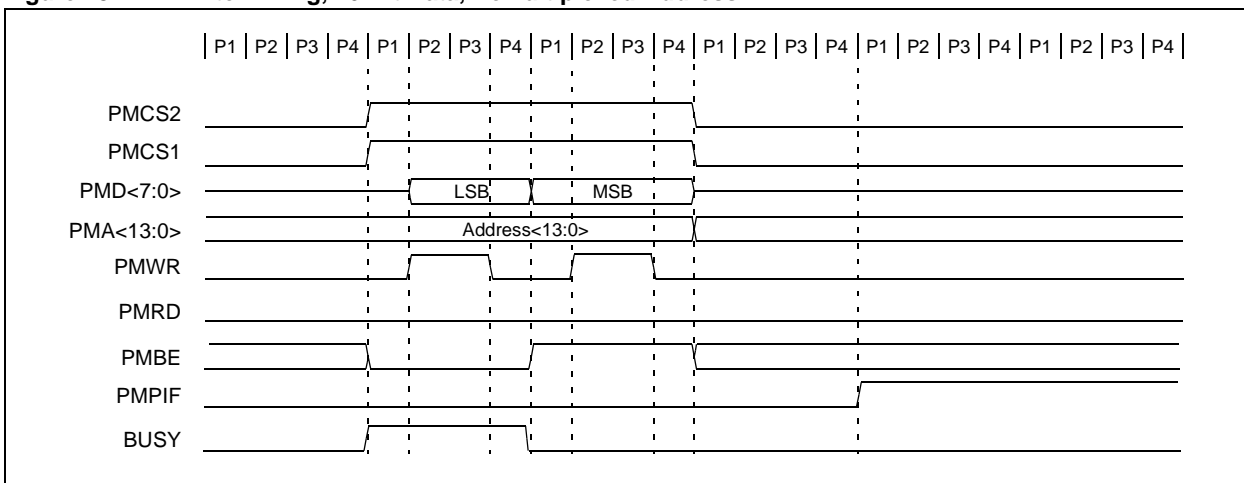 P1 P2 P3 P4 P1 P2 P3 P4 P1 P2 P3 P4 P1 P2 P3 P4 P1 P2 P3 P4 P1 P2 P3 P4
PMCS2
PMCS1
PMD<7:0> LSB MSB
PMA<13:0> Address<13:0>
PMWR
PMRD
PMBE
PMPIF
BUSY